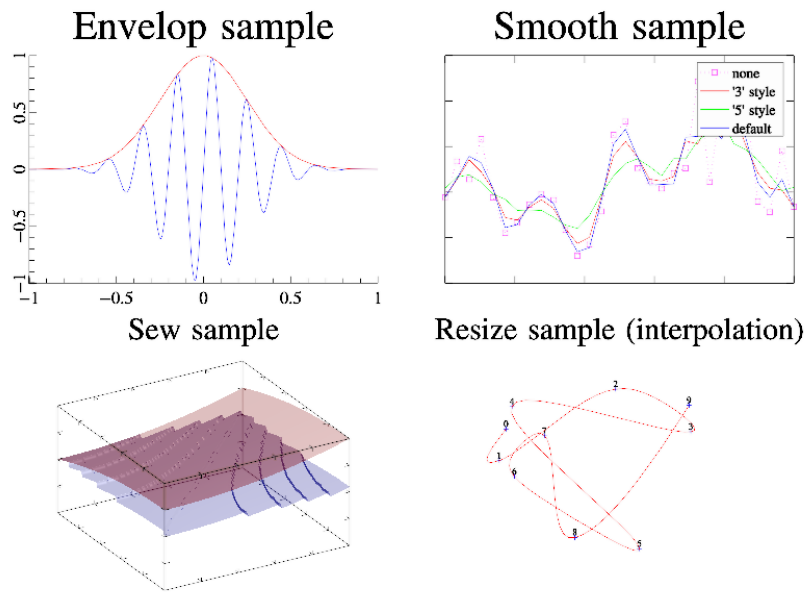 Envelop sample
Smooth sample
1
0.5
0
−0.5
−1
−1
−0.5
0
0.5
1
none
'3' style
'5' style
default
Sew sample
Resize sample (interpolation)
2
9
4
0
7
3
1
6
8
5